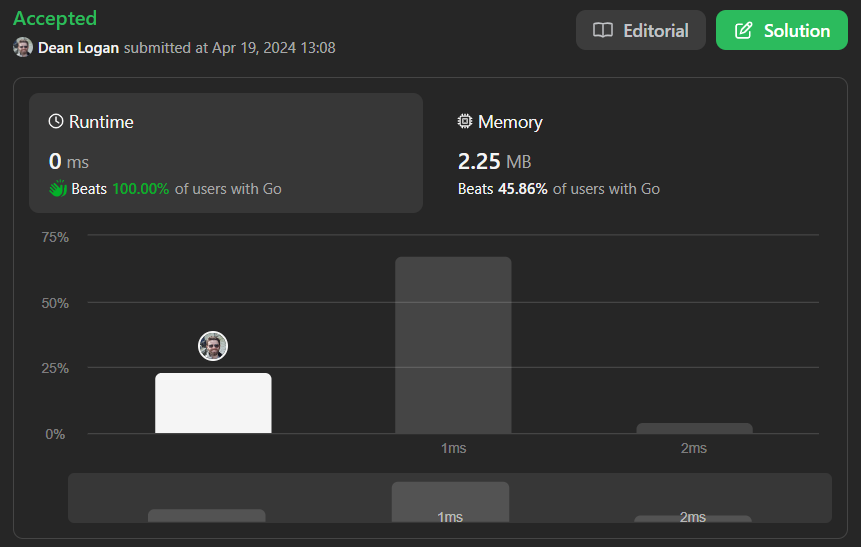 Accepted
Dean Logan submitted at Apr 19, 2024 13:08
Editorial
Solution
Runtime
0 ms
Beats 100.00% of users with Go
Memory
2.25 MB
Beats 45.86% of users with Go
75%
50%
25%
0%
1ms
2ms
1ms
2ms